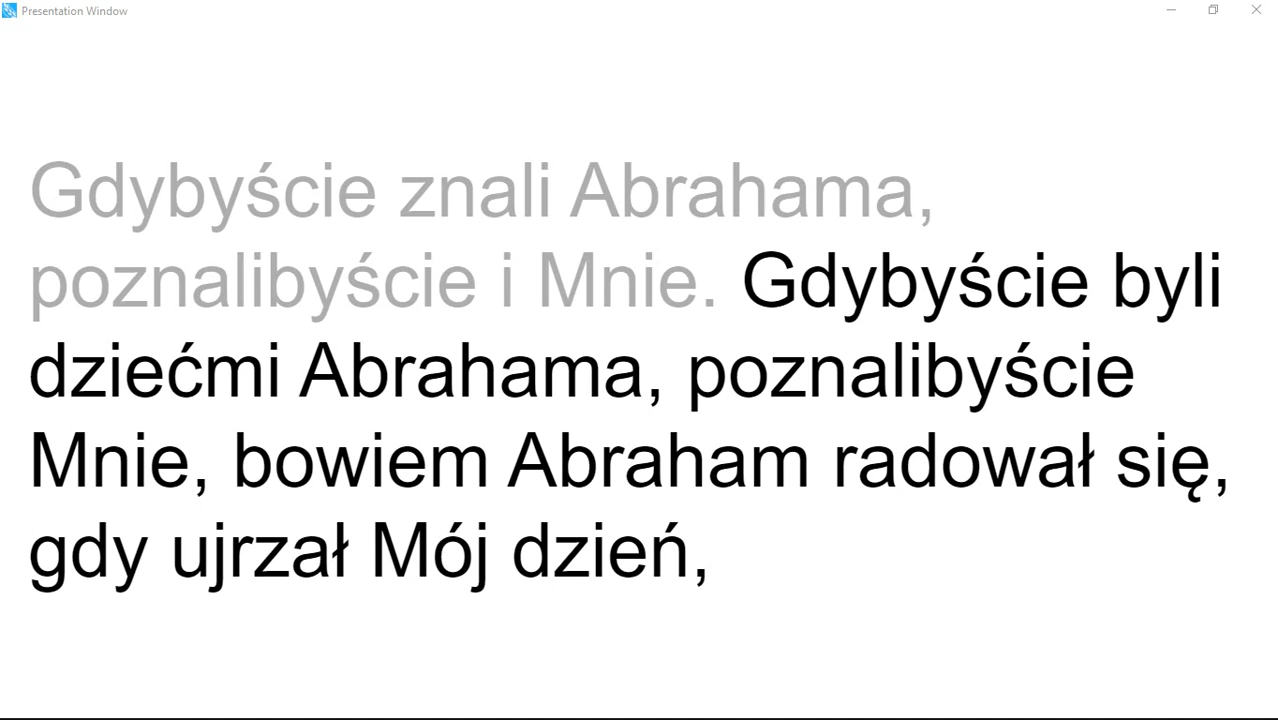 Presentation Window
Gdybyście znali Abrahama,
poznalibyście i Mnie. Gdybyście byli
dziećmi Abrahama, poznalibyście
Mnie, bowiem Abraham radował się,
gdy ujrzał Mój dzień,